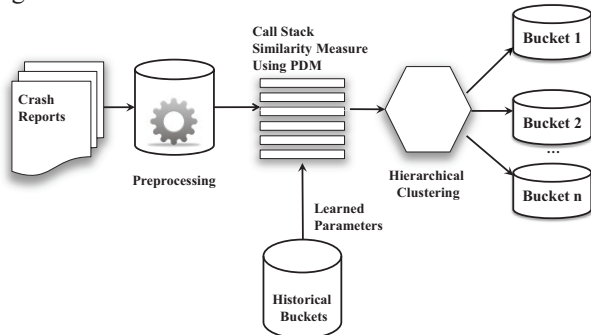 Call Stack
Similarity Measure
Using PDM
Crash
Reports
Preprocessing
Hierarchical
Clustering
Bucket 1
Bucket 2
...
Bucket n
Learned
Parameters
Historical
Buckets